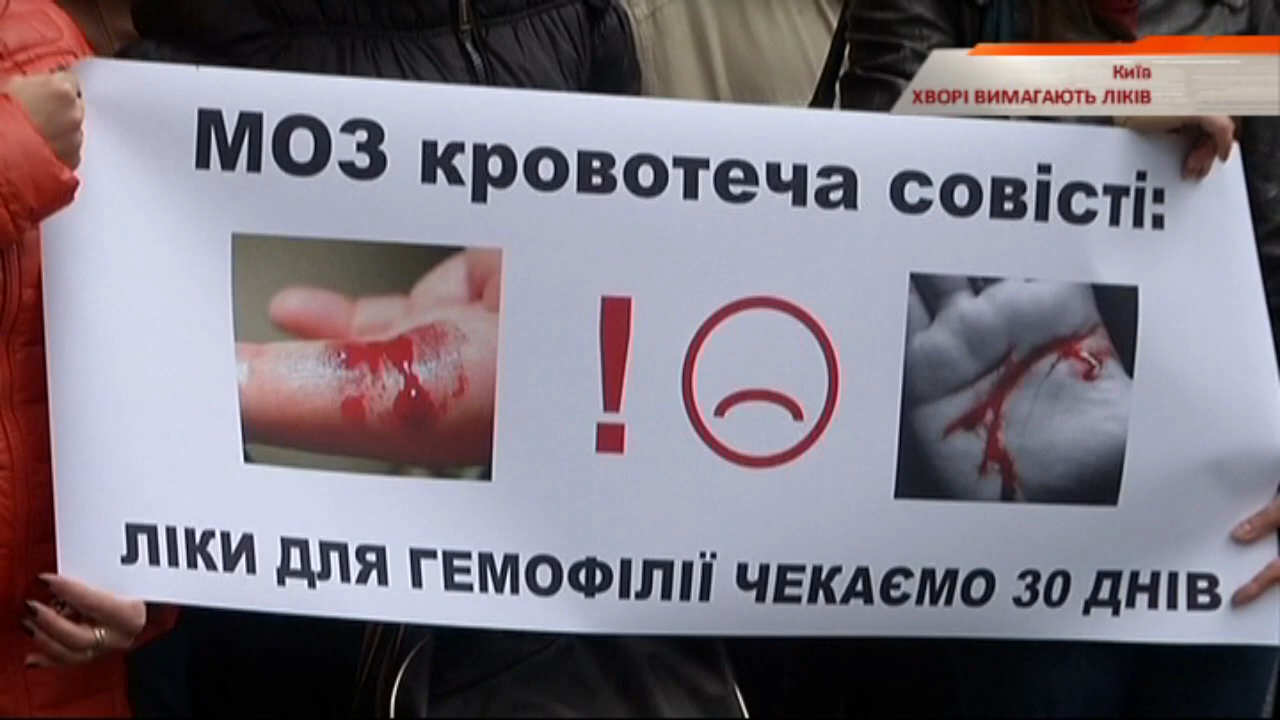 Київ
ХВОРІ ВИМАГАЮТЬ ЛІКІВ
МОЗ кровотеча совісті:
!
ЛІКИ ДЛЯ ГЕМОФІЛІЇ ЧЕКАЄМО 30 ДНІВ